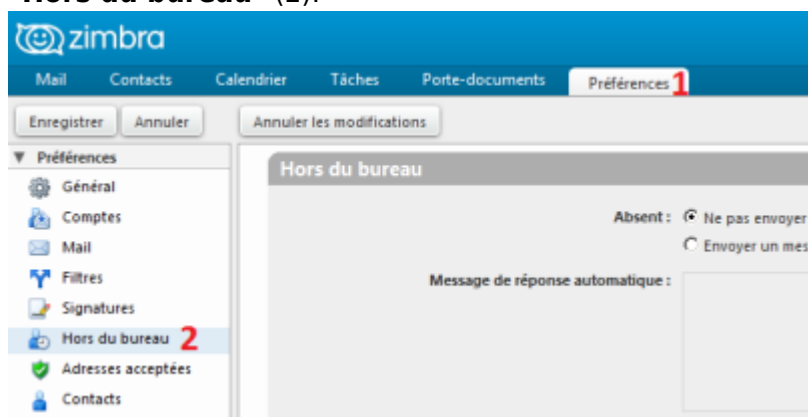 "Hors du bureau" (2).
zimbra
Mail Contacts Calendrier Tâches Porte-documents Préférences 1
Enregistrer Annuler Annuler les modifications
Préférences
Général
Comptes
Mail
Filtres
Signatures
Hors du bureau 2
Adresses acceptées
Contacts
Hors du bureau
Absent : Ne pas envoyer
Envoyer un mes
Message de réponse automatique :